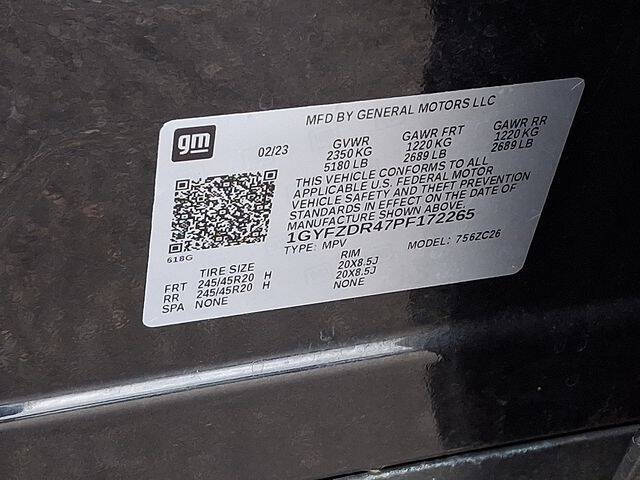 MFD BY GENERAL MOTORS LLC
gm
02/23
GVWR GAWR FRT GAWR RR
2350 KG 1220 KG 1220 KG
5180 LB 2689 LB 2689 LB
THIS VEHICLE CONFORMS TO ALL
APPLICABLE U.S. FEDERAL MOTOR
VEHICLE SAFETY AND THEFT PREVENTION
STANDARDS IN EFFECT ON THE DATE OF
MANUFACTURE SHOWN ABOVE.
1GYFZDR47PF172265
TYPE: MPV MODEL: 756ZC26
618G
TIRE SIZE RIM
FRT 245/45R20 H 20X8.5J
RR 245/45R20 H 20X8.5J
SPA NONE NONE